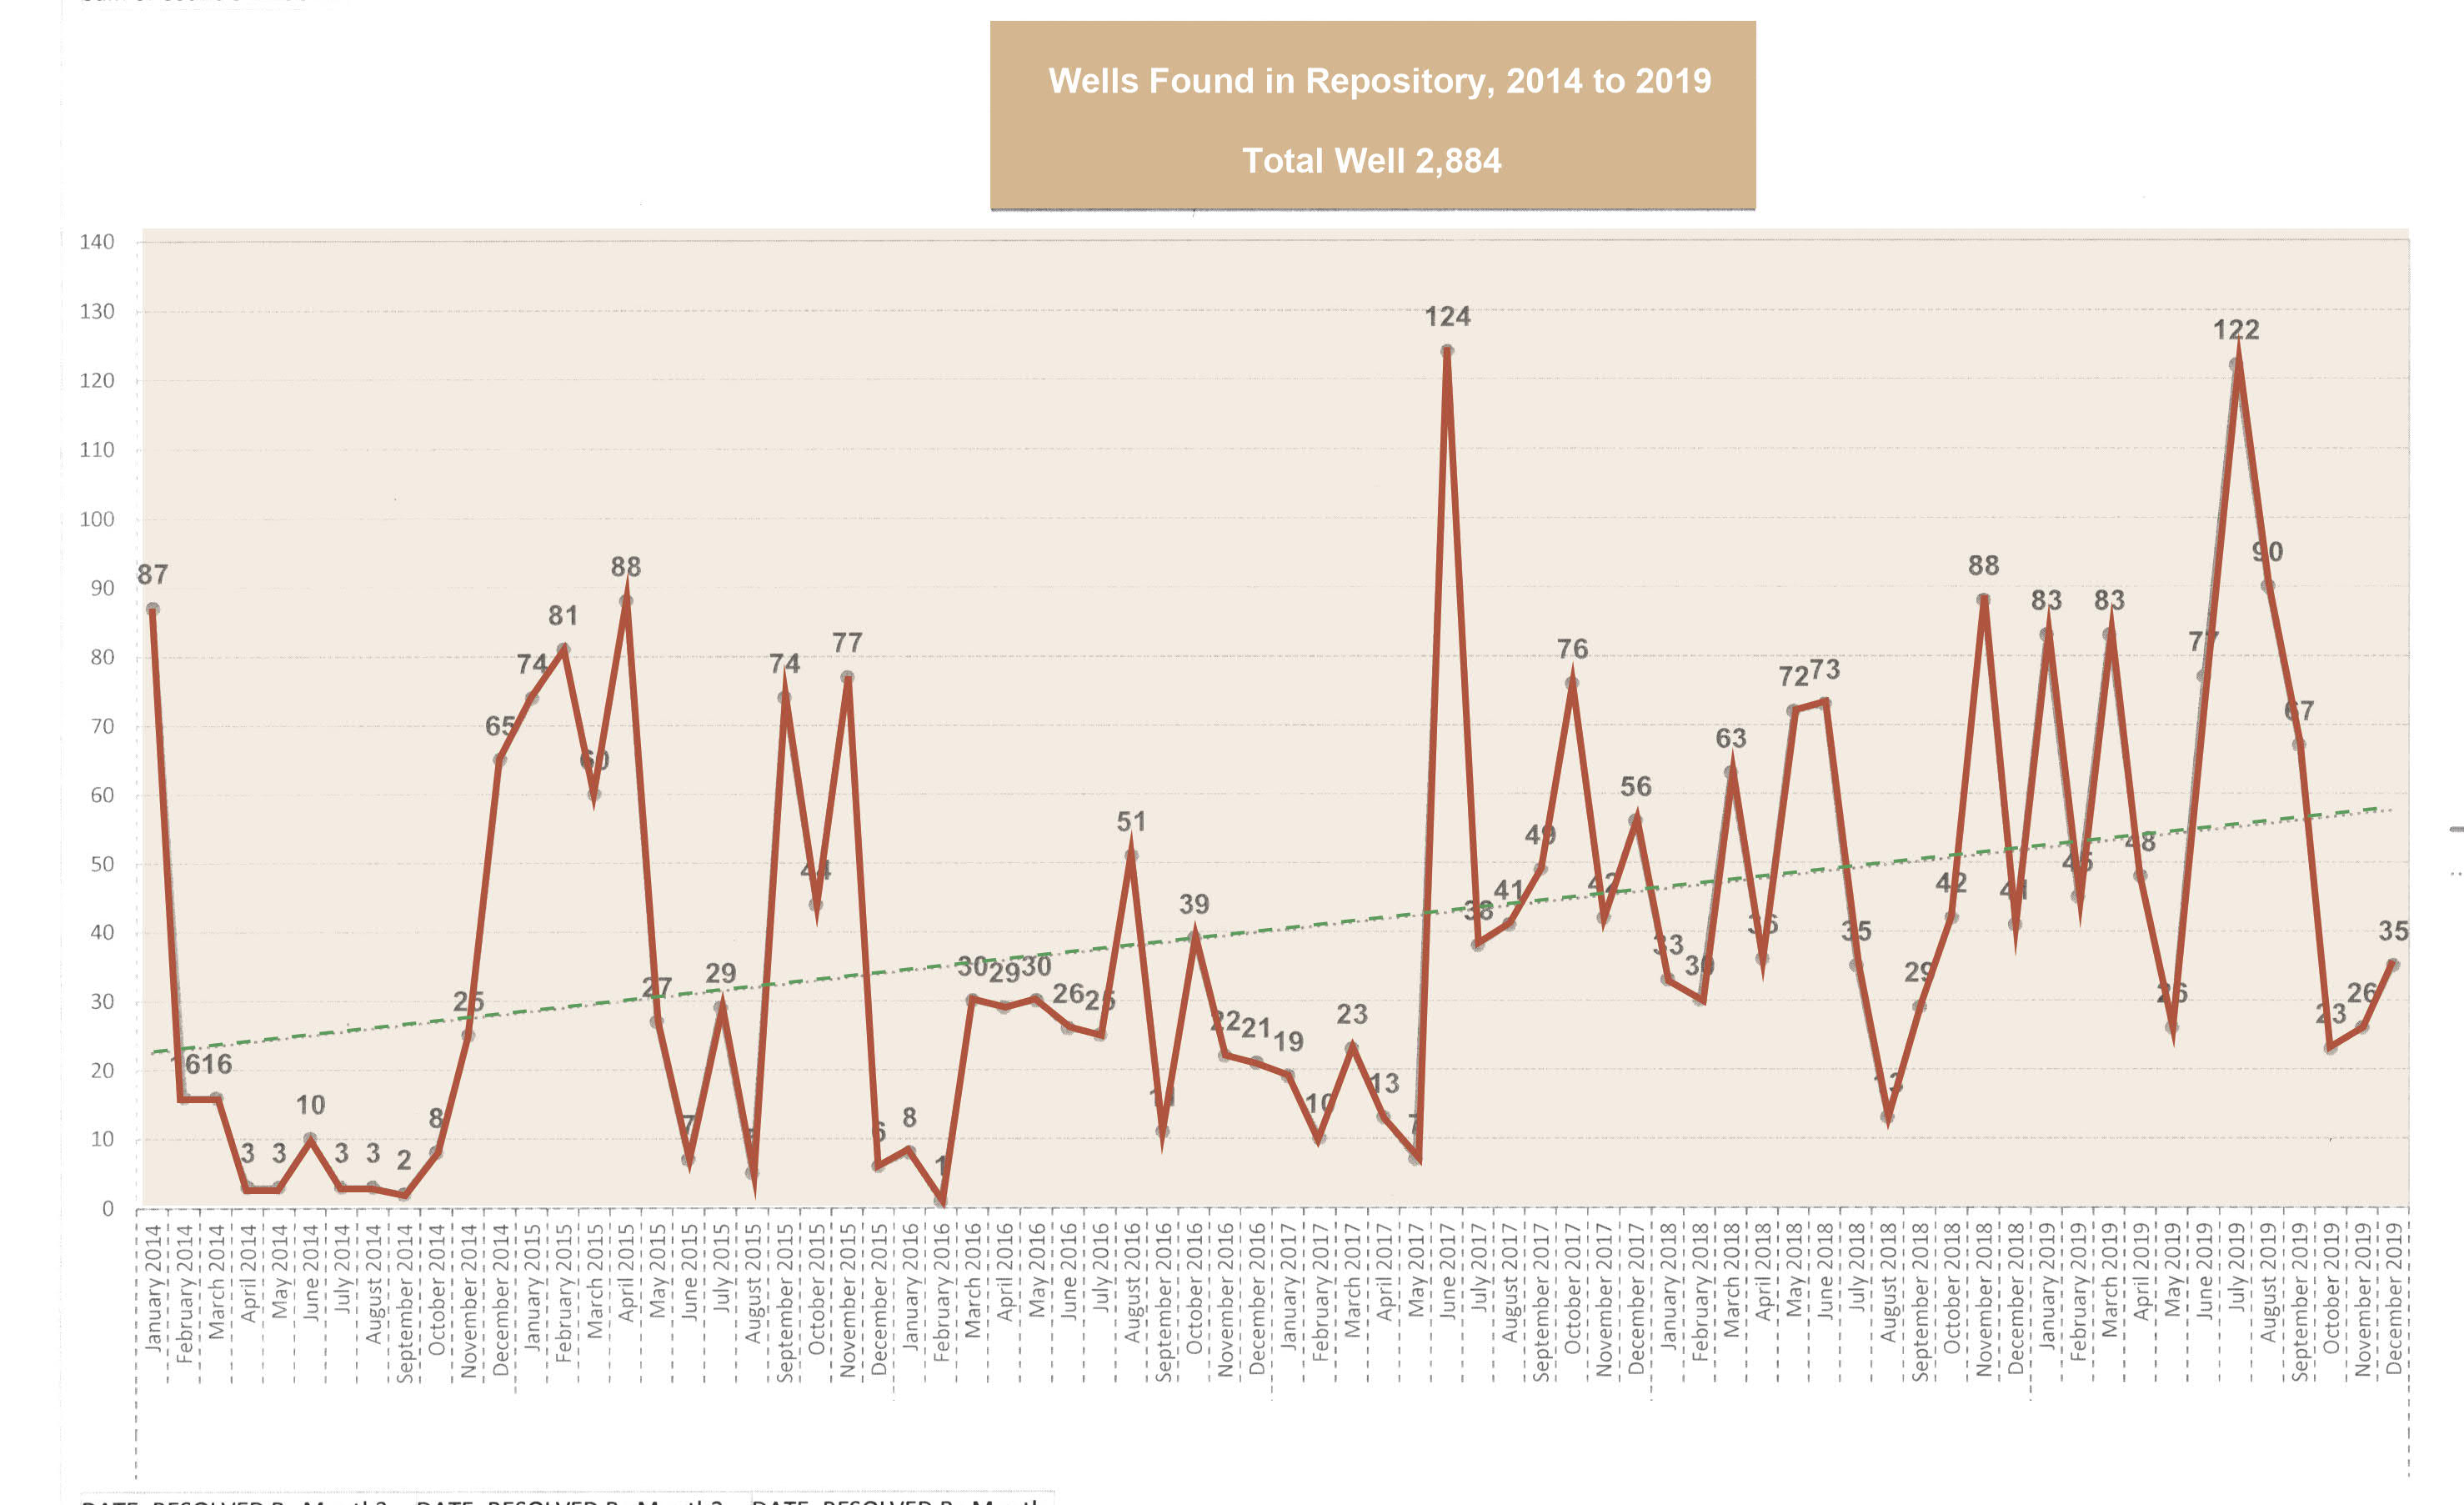 Wells Found in Repository, 2014 to 2019
Total Well 2,884
140
130
120
110
100
90
80
70
60
50
40
30
20
10
0
87
16
16
3
3
10
3
3
2
8
25
65
74
81
60
88
27
7
29
74
44
77
6
8
1
30
29
30
26
25
51
11
39
22
21
19
10
23
13
7
124
38
41
49
76
42
56
33
30
63
36
72
73
35
13
29
42
88
41
83
45
83
48
26
77
122
90
67
23
26
35
January 2014
February 2014
March 2014
April 2014
May 2014
June 2014
July 2014
August 2014
September 2014
October 2014
November 2014
December 2014
January 2015
February 2015
March 2015
April 2015
May 2015
June 2015
July 2015
August 2015
September 2015
October 2015
November 2015
December 2015
January 2016
February 2016
March 2016
April 2016
May 2016
June 2016
July 2016
August 2016
September 2016
October 2016
November 2016
December 2016
January 2017
February 2017
March 2017
April 2017
May 2017
June 2017
July 2017
August 2017
September 2017
October 2017
November 2017
December 2017
January 2018
February 2018
March 2018
April 2018
May 2018
June 2018
July 2018
August 2018
September 2018
October 2018
November 2018
December 2018
January 2019
February 2019
March 2019
April 2019
May 2019
June 2019
July 2019
August 2019
September 2019
October 2019
November 2019
December 2019